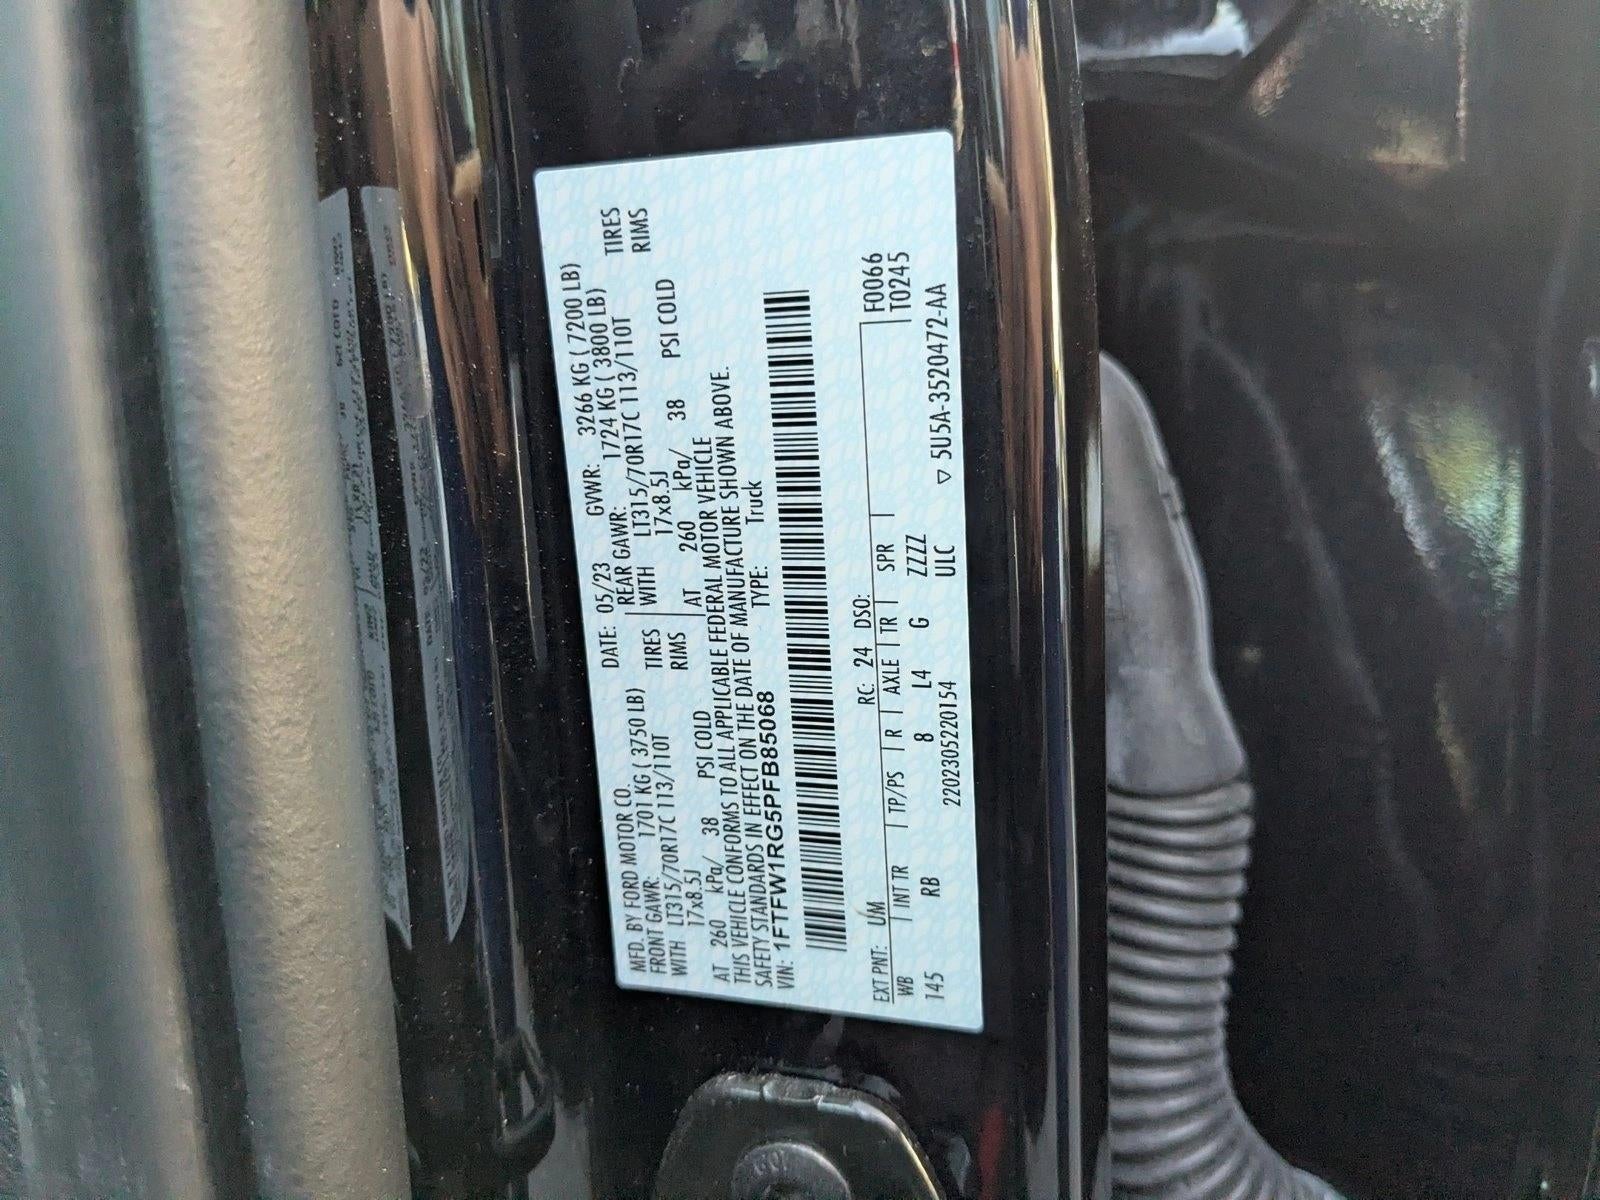 MFD. BY FORD MOTOR CO. DATE: 05/23 GVWR: 3266 KG ( 7200 LB)
FRONT GAWR: 1701 KG ( 3750 LB) REAR GAWR: 1724 KG ( 3800 LB)
WITH LT315/70R17C 113/110T TIRES WITH LT315/70R17C 113/110T TIRES
17x8.5J RIMS 17x8.5J RIMS
AT 260 kPa/ 38 PSI COLD AT 260 kPa/ 38 PSI COLD
THIS VEHICLE CONFORMS TO ALL APPLICABLE FEDERAL MOTOR VEHICLE
SAFETY STANDARDS IN EFFECT ON THE DATE OF MANUFACTURE SHOWN ABOVE.
VIN: 1FTFW1RG5PFB85068 TYPE: Truck
EXT PNT: UM RC: 24 DSO: F0066
WB INT TR TP/PS R AXLE TR SPR T0245
145 RB 8 L4 G ZZZZ
22023052201​54 ULC ▽ 5U5A-3520472-AA